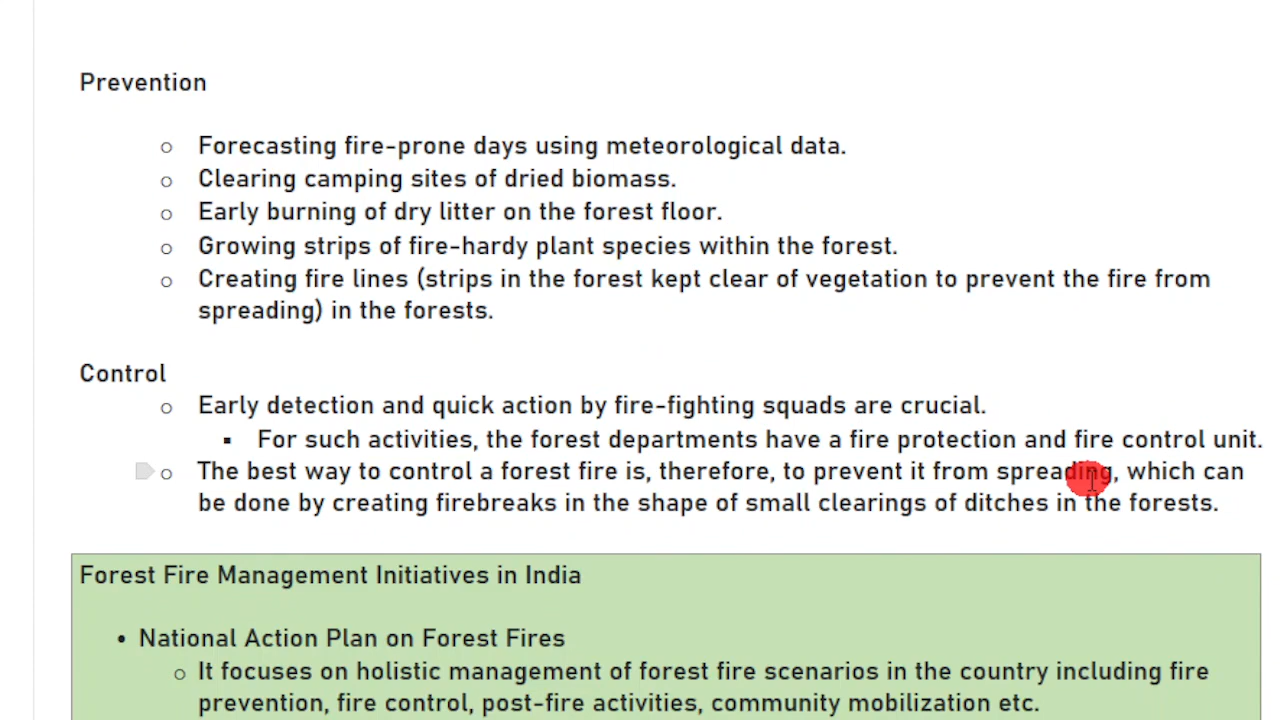 Prevention
○ Forecasting fire-prone days using meteorological data.
○ Clearing camping sites of dried biomass.
○ Early burning of dry litter on the forest floor.
○ Growing strips of fire-hardy plant species within the forest.
○ Creating fire lines (strips in the forest kept clear of vegetation to prevent the fire from
spreading) in the forests.
Control
○ Early detection and quick action by fire-fighting squads are crucial.
▪ For such activities, the forest departments have a fire protection and fire control unit.
○ The best way to control a forest fire is, therefore, to prevent it from spreading, which can
be done by creating firebreaks in the shape of small clearings of ditches in the forests.
Forest Fire Management Initiatives in India
• National Action Plan on Forest Fires
○ It focuses on holistic management of forest fire scenarios in the country including fire
prevention, fire control, post-fire activities, community mobilization etc.